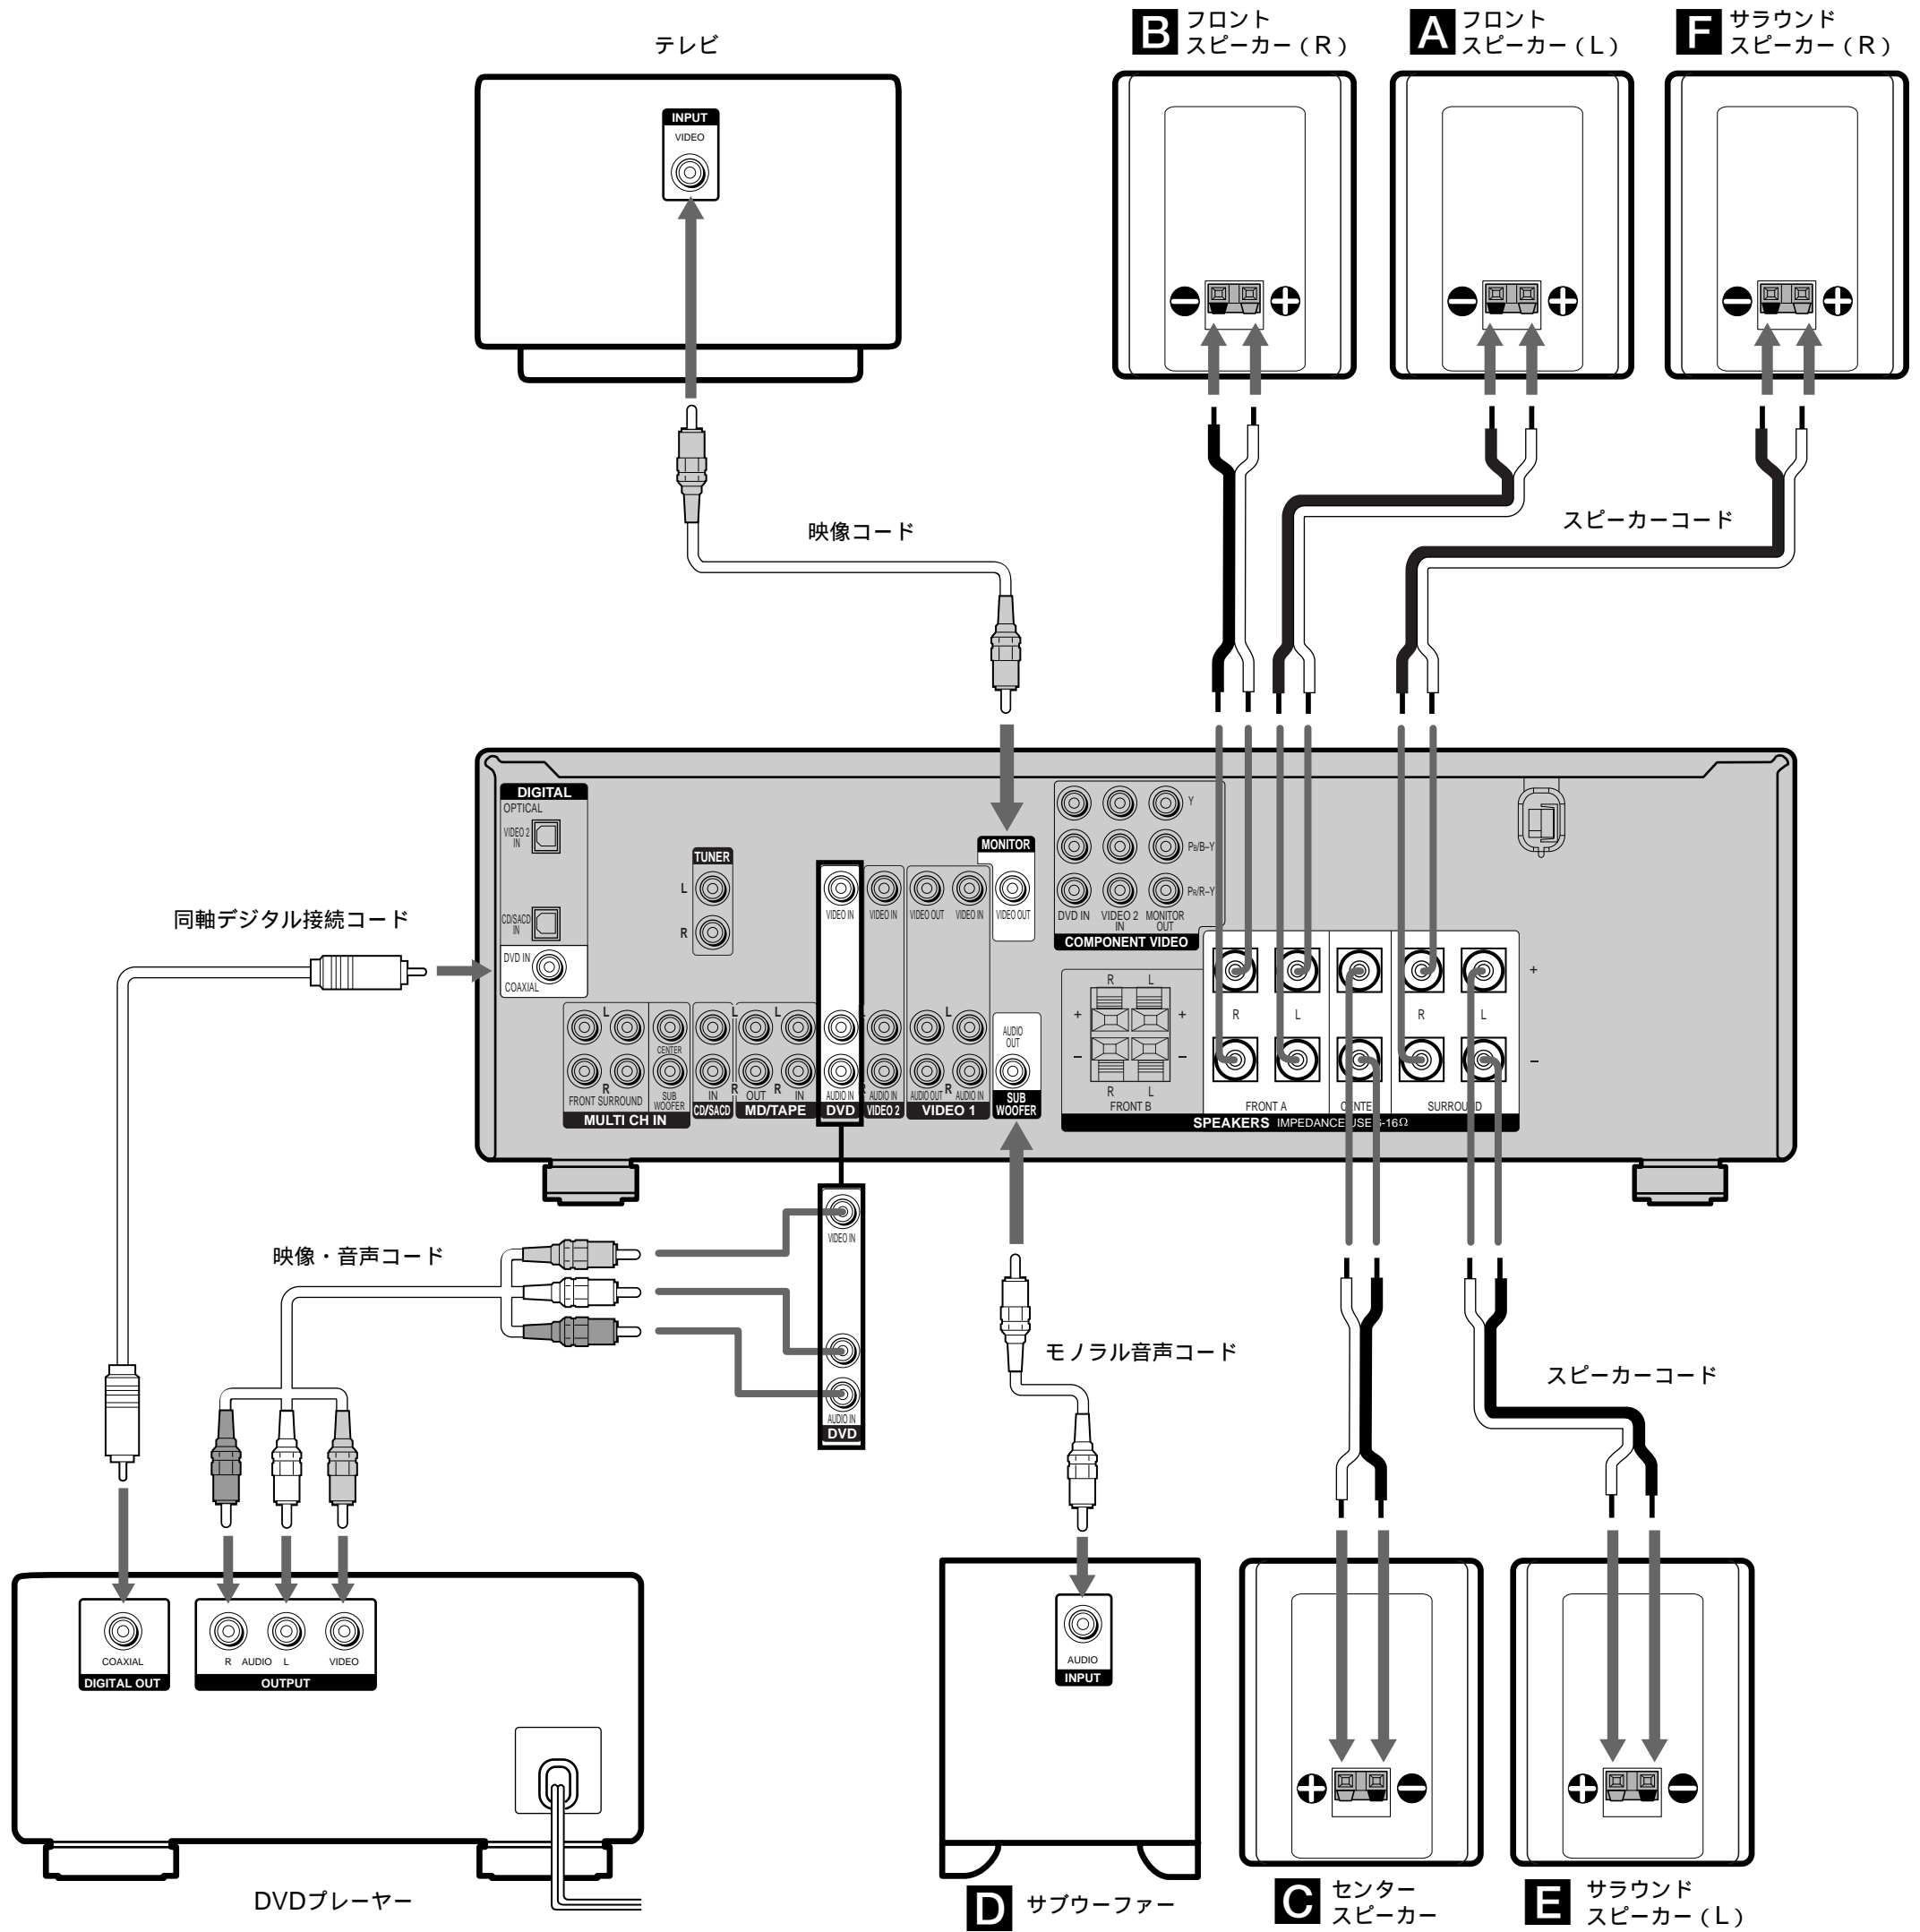 テレビ
B フロント
スピーカー(R)
A フロント
スピーカー(L)
F サラウンド
スピーカー(R)
INPUT
VIDEO
映像コード
スピーカーコード
同軸デジタル接続コード
DIGITAL
OPTICAL
VIDEO 2
IN
CD/SACD
IN
DVD IN
COAXIAL
TUNER
L
R
VIDEO IN
VIDEO IN
VIDEO OUT
VIDEO IN
MONITOR
VIDEO OUT
Y
PB/B–Y
PR/R–Y
DVD IN
VIDEO 2
IN
MONITOR
OUT
COMPONENT VIDEO
L
CENTER
R
FRONT SURROUND
SUB
WOOFER
MULTI CH IN
L
IN
R
CD/SACD
L
OUT
R
IN
MD/TAPE
AUDIO IN
DVD
AUDIO IN
VIDEO 2
L
AUDIO OUT
R
AUDIO IN
VIDEO 1
AUDIO
OUT
SUB
WOOFER
R L
+ +
– –
R L
FRONT B
R L R L
+
–
FRONT A
CENTER
SURROUND
SPEAKERS IMPEDANCE USE 8-16Ω
映像・音声コード
VIDEO IN
AUDIO IN
DVD
モノラル音声コード
スピーカーコード
COAXIAL
DIGITAL OUT
R AUDIO L VIDEO
OUTPUT
AUDIO
INPUT
DVDプレーヤー
D サブウーファー
C センター
スピーカー
E サラウンド
スピーカー(L)